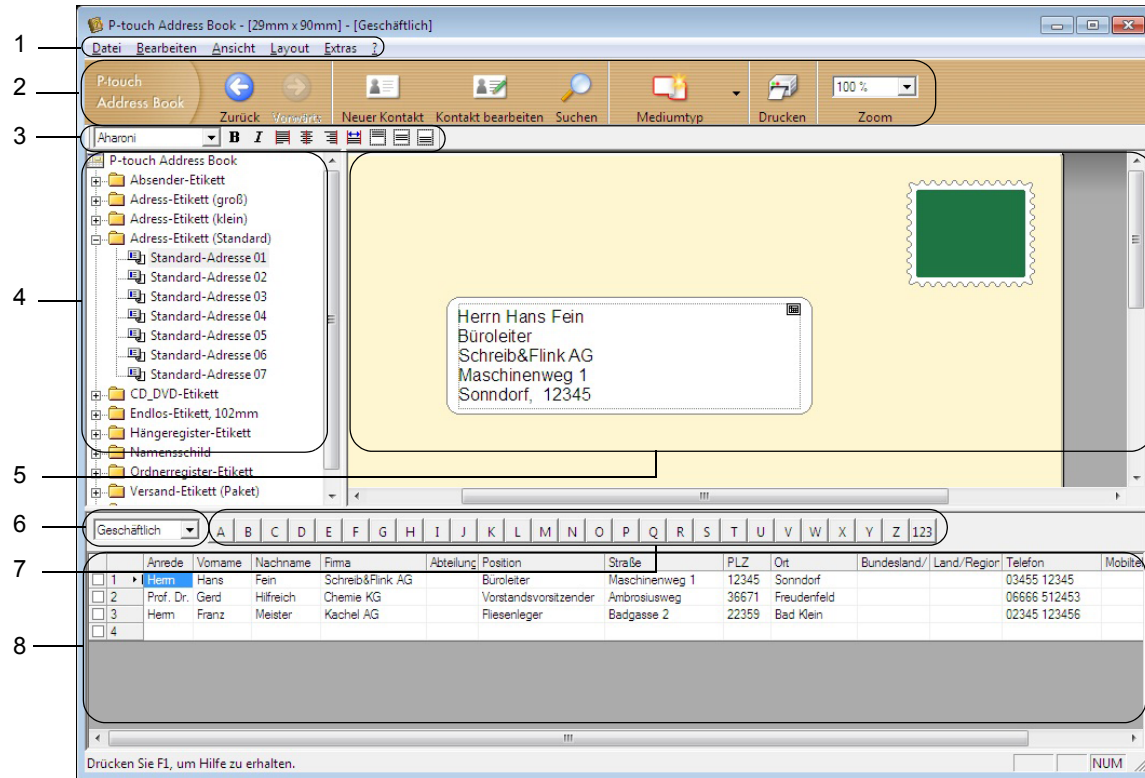 P-touch Address Book - [29mm x 90mm] - [Geschäftlich]
1
Datei Bearbeiten Ansicht Layout Extras ?
2
P-touch
Address Book
Zurück Vorwärts Neuer Kontakt Kontakt bearbeiten Suchen Mediumtyp Drucken 100 % Zoom
3
Aharoni B I
P-touch Address Book
Absender-Etikett
Adress-Etikett (groß)
Adress-Etikett (klein)
Adress-Etikett (Standard)
Standard-Adresse 01
Standard-Adresse 02
Standard-Adresse 03
4
Standard-Adresse 04
Standard-Adresse 05
Standard-Adresse 06
Standard-Adresse 07
CD_DVD-Etikett
Endlos-Etikett, 102mm
Hängeregister-Etikett
Namensschild
Ordnerregister-Etikett
Versand-Etikett (Paket)
Herrn Hans Fein
Büroleiter
Schreib&Flink AG
Maschinenweg 1
Sonndorf, 12345
5
6
Geschäftlich A B C D E F G H I J K L M N O P Q R S T U V W X Y Z 123
7
Anrede Vorname Nachname Firma Abteilung Position Straße PLZ Ort Bundesland/ Land/Region Telefon Mobiltel
1 Herrn Hans Fein Schreib&Flink AG Büroleiter Maschinenweg 1 12345 Sonndorf 03455 12345
2 Prof. Dr. Gerd Hilfreich Chemie KG Vorstandsvorsitzender Ambrosiusweg 36671 Freudenfeld 06666 512453
3 Herrn Franz Meister Kachel AG Fliesenleger Badgasse 2 22359 Bad Klein 02345 123456
4
8
Drücken Sie F1, um Hilfe zu erhalten. NUM